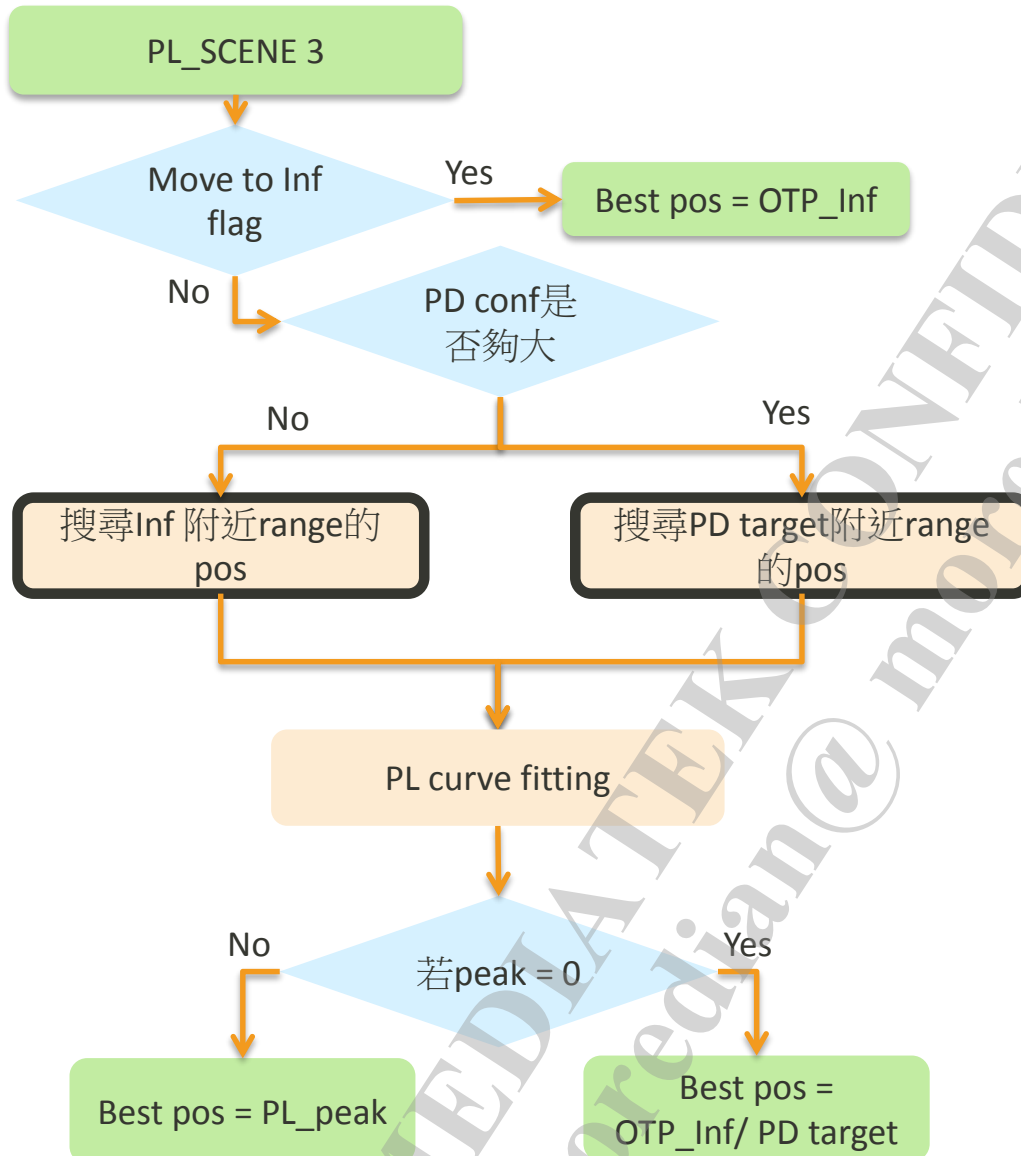 PL_SCENE 3
Move to Inf
flag
Yes
Best pos = OTP_Inf
No
PD conf是
否夠大
No
Yes
搜尋Inf 附近range的
pos
搜尋PD target附近range
的pos
PL curve fitting
No
若peak = 0
Yes
Best pos = PL_peak
Best pos =
OTP_Inf/ PD target
MEDIATEK CONFID